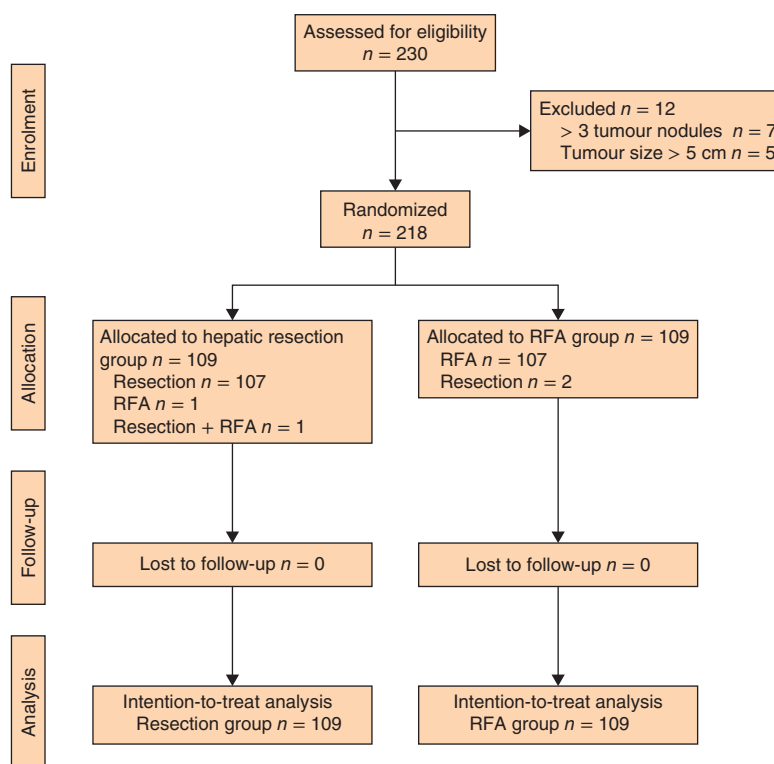 Assessed for eligibility
n = 230
Enrolment
Excluded n = 12
> 3 tumour nodules n = 7
Tumour size > 5 cm n = 5
Randomized
n = 218
Allocation
Allocated to hepatic resection
group n = 109
Resection n = 107
RFA n = 1
Resection + RFA n = 1
Allocated to RFA group n = 109
RFA n = 107
Resection n = 2
Follow-up
Lost to follow-up n = 0
Lost to follow-up n = 0
Analysis
Intention-to-treat analysis
Resection group n = 109
Intention-to-treat analysis
RFA group n = 109